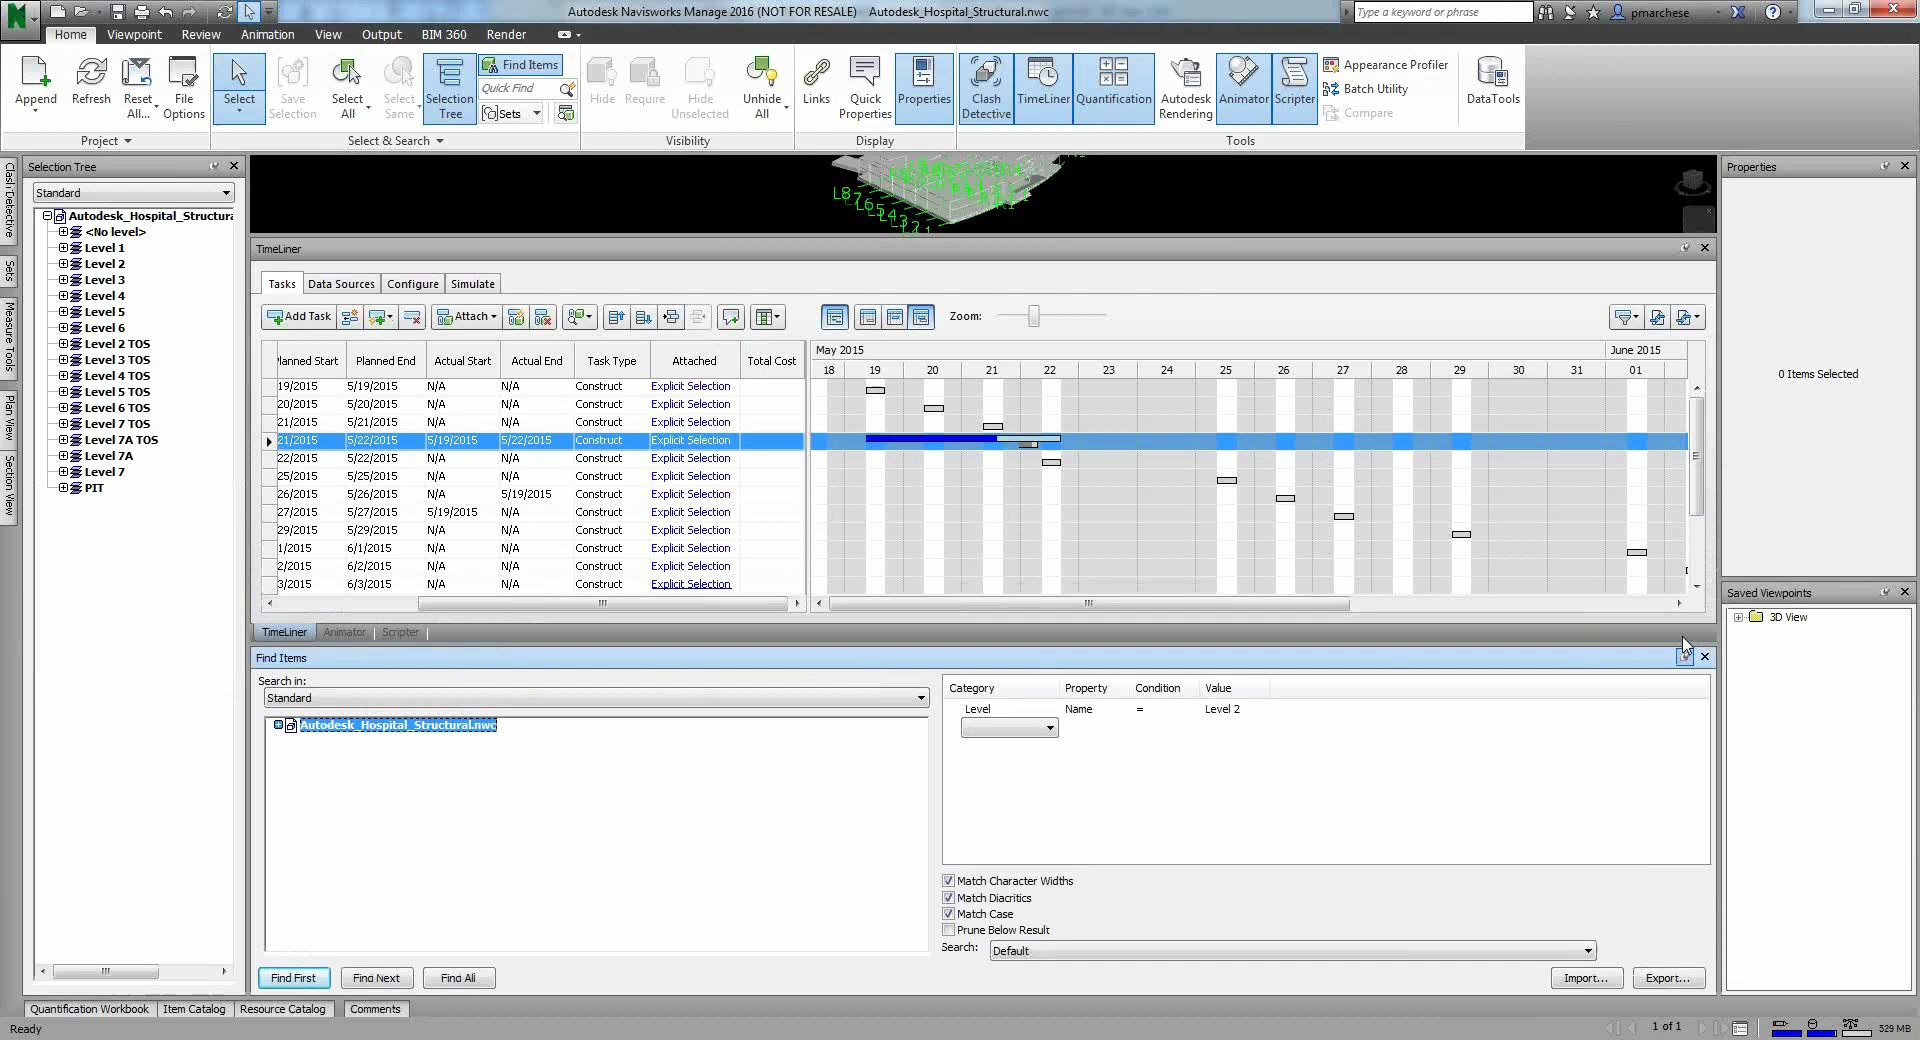 Autodesk Navisworks Manage 2016 (NOT FOR RESALE) Autodesk_Hospital_Structural.nwc
Type a keyword or phrase
pmarchese
Home Viewpoint Review Animation View Output BIM 360 Render
Append
Refresh
Reset All...
File Options
Select
Save Selection
Select All
Select Same
Selection Tree
Find Items
Quick Find
Sets
Hide
Require
Hide Unselected
Unhide All
Links
Quick Properties
Properties
Clash Detective
TimeLiner
Quantification
Autodesk Rendering
Animator
Scripter
Appearance Profiler
Batch Utility
Compare
DataTools
Project
Select & Search
Visibility
Display
Tools
Clash Detective
Sets
Measure Tools
Plan View
Section View
Selection Tree
Standard
Autodesk_Hospital_Structura
<No level>
Level 1
Level 2
Level 3
Level 4
Level 5
Level 6
Level 2 TOS
Level 3 TOS
Level 4 TOS
Level 5 TOS
Level 6 TOS
Level 7 TOS
Level 7A TOS
Level 7A
Level 7
PIT
TimeLiner
Tasks Data Sources Configure Simulate
Add Task
Attach
Zoom:
Planned Start Planned End Actual Start Actual End Task Type Attached Total Cost
19/2015 5/19/2015 N/A N/A Construct Explicit Selection
20/2015 5/20/2015 N/A N/A Construct Explicit Selection
21/2015 5/21/2015 N/A N/A Construct Explicit Selection
21/2015 5/22/2015 5/19/2015 5/22/2015 Construct Explicit Selection
22/2015 5/22/2015 N/A N/A Construct Explicit Selection
25/2015 5/25/2015 N/A N/A Construct Explicit Selection
26/2015 5/26/2015 N/A 5/19/2015 Construct Explicit Selection
27/2015 5/27/2015 5/19/2015 N/A Construct Explicit Selection
29/2015 5/29/2015 N/A N/A Construct Explicit Selection
1/2015 6/1/2015 N/A N/A Construct Explicit Selection
2/2015 6/2/2015 N/A N/A Construct Explicit Selection
3/2015 6/3/2015 N/A N/A Construct Explicit Selection
May 2015 June 2015
18 19 20 21 22 23 24 25 26 27 28 29 30 31 01
TimeLiner Animator Scripter
Find Items
Search in:
Standard
Autodesk_Hospital_Structural.nwc
Category Property Condition Value
Level Name = Level 2
Match Character Widths
Match Diacritics
Match Case
Prune Below Result
Search: Default
Find First Find Next Find All
Import... Export...
Properties
0 Items Selected
Saved Viewpoints
3D View
Quantification Workbook Item Catalog Resource Catalog Comments
Ready
1 of 1
529 MB